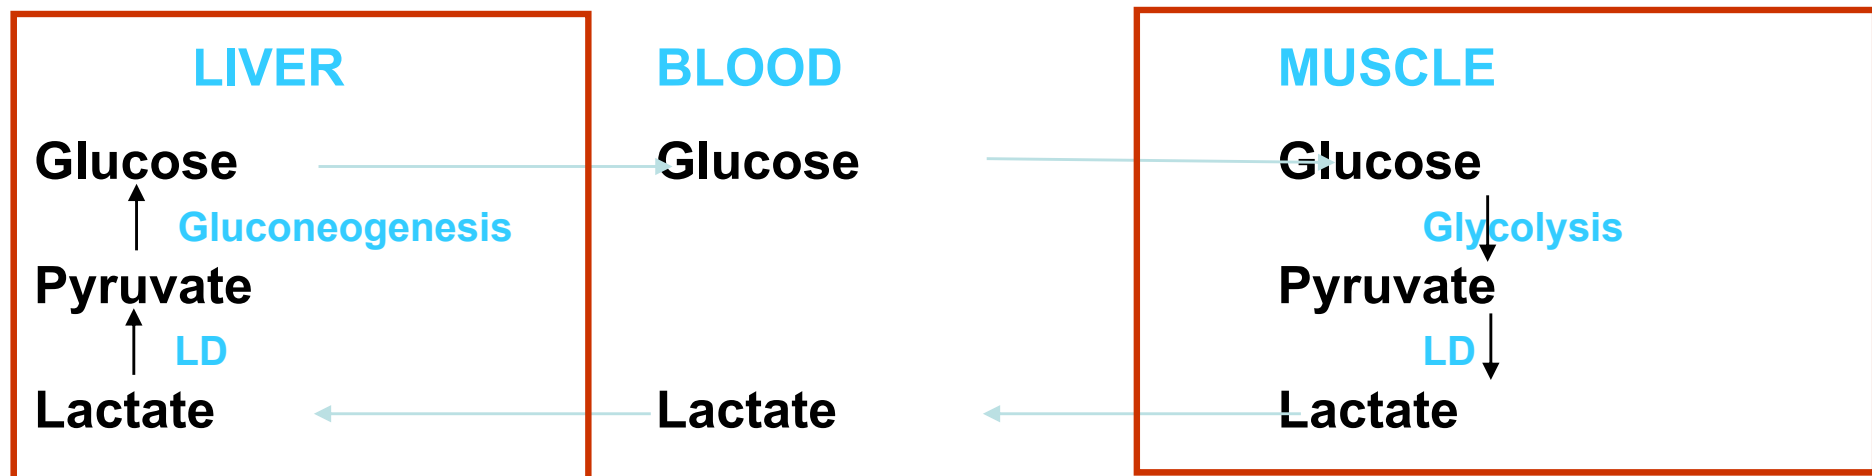 LIVER BLOOD MUSCLE
Glucose Glucose Glucose
Gluconeogenesis Glycolysis
Pyruvate Pyruvate
LD LD
Lactate Lactate Lactate